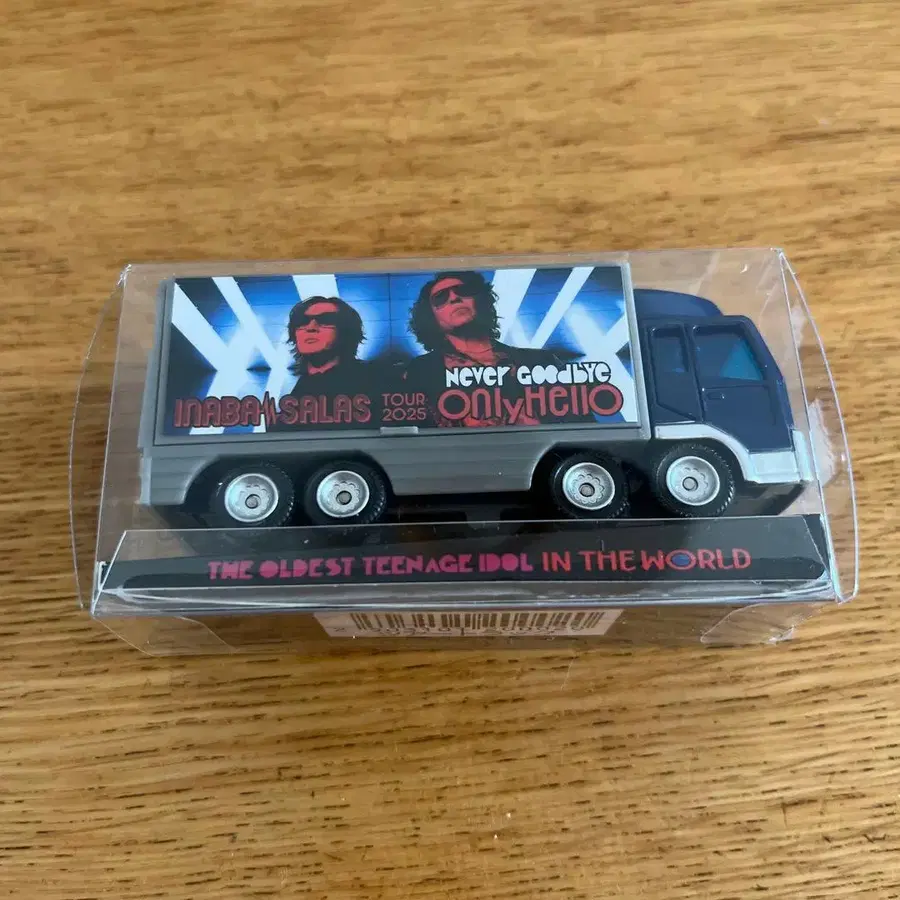 INABA SALAS
TOUR 2025
NEVER GOODBYE
ONLY HELLO
THE OLDEST TEENAGE IDOL IN THE WORLD